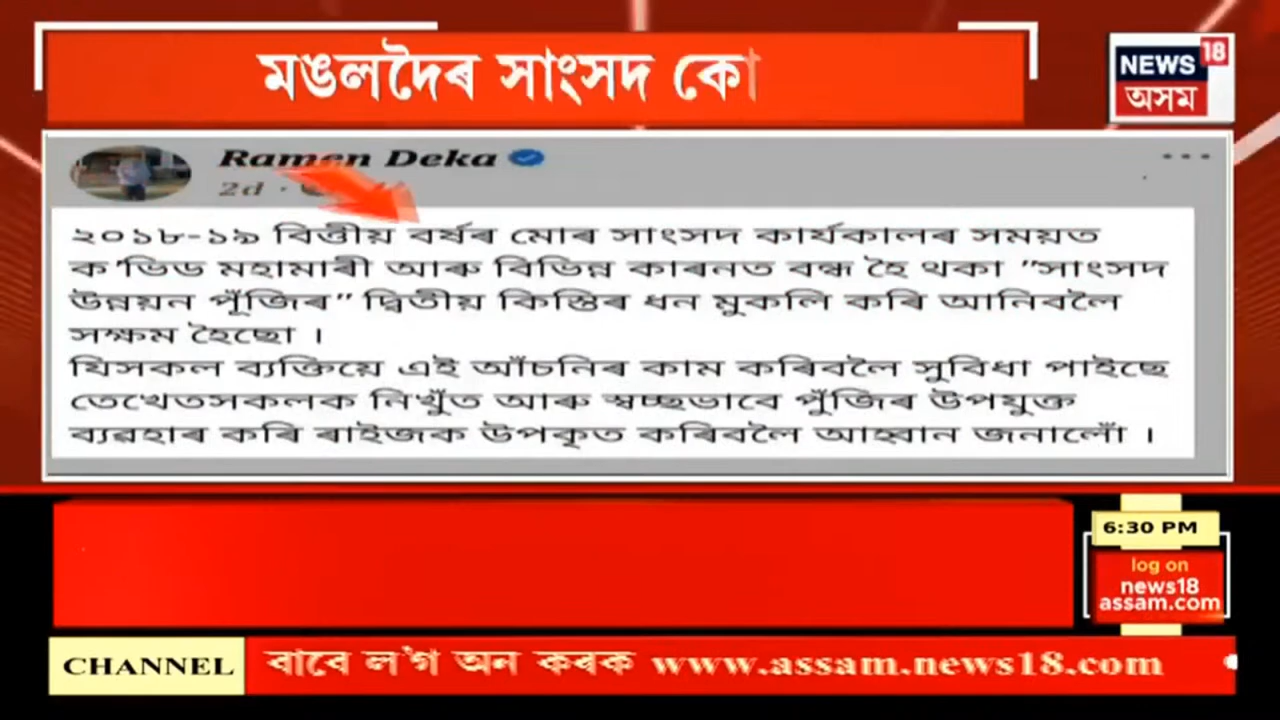 মঙলদৈৰ সাংসদ কো
NEWS 18
অসম
Ramen Deka
2d ·
২০১৮-১৯ বিত্তীয় বৰ্ষৰ মোৰ সাংসদ কাৰ্যকালৰ সময়ত
ক'ভিড মহামাৰী আৰু বিভিন্ন কাৰনত বন্ধ হৈ থকা "সাংসদ
উন্নয়ন পূঁজিৰ" দ্বিতীয় কিস্তিৰ ধন মুকলি কৰি আনিবলৈ
সক্ষম হৈছো ।
যিসকল ব্যক্তিয়ে এই আঁচনিৰ কাম কৰিবলৈ সুবিধা পাইছে
তেখেতসকলক নিখুঁত আৰু স্বচ্ছভাবে পুঁজিৰ উপযুক্ত
ব্যৱহাৰ কৰি ৰাইজক উপকৃত কৰিবলৈ আহ্বান জনালোঁ ।
6:30 PM
log on
news18
assam.com
CHANNEL বাবে ল'গ অন কৰক www.assam.news18.com